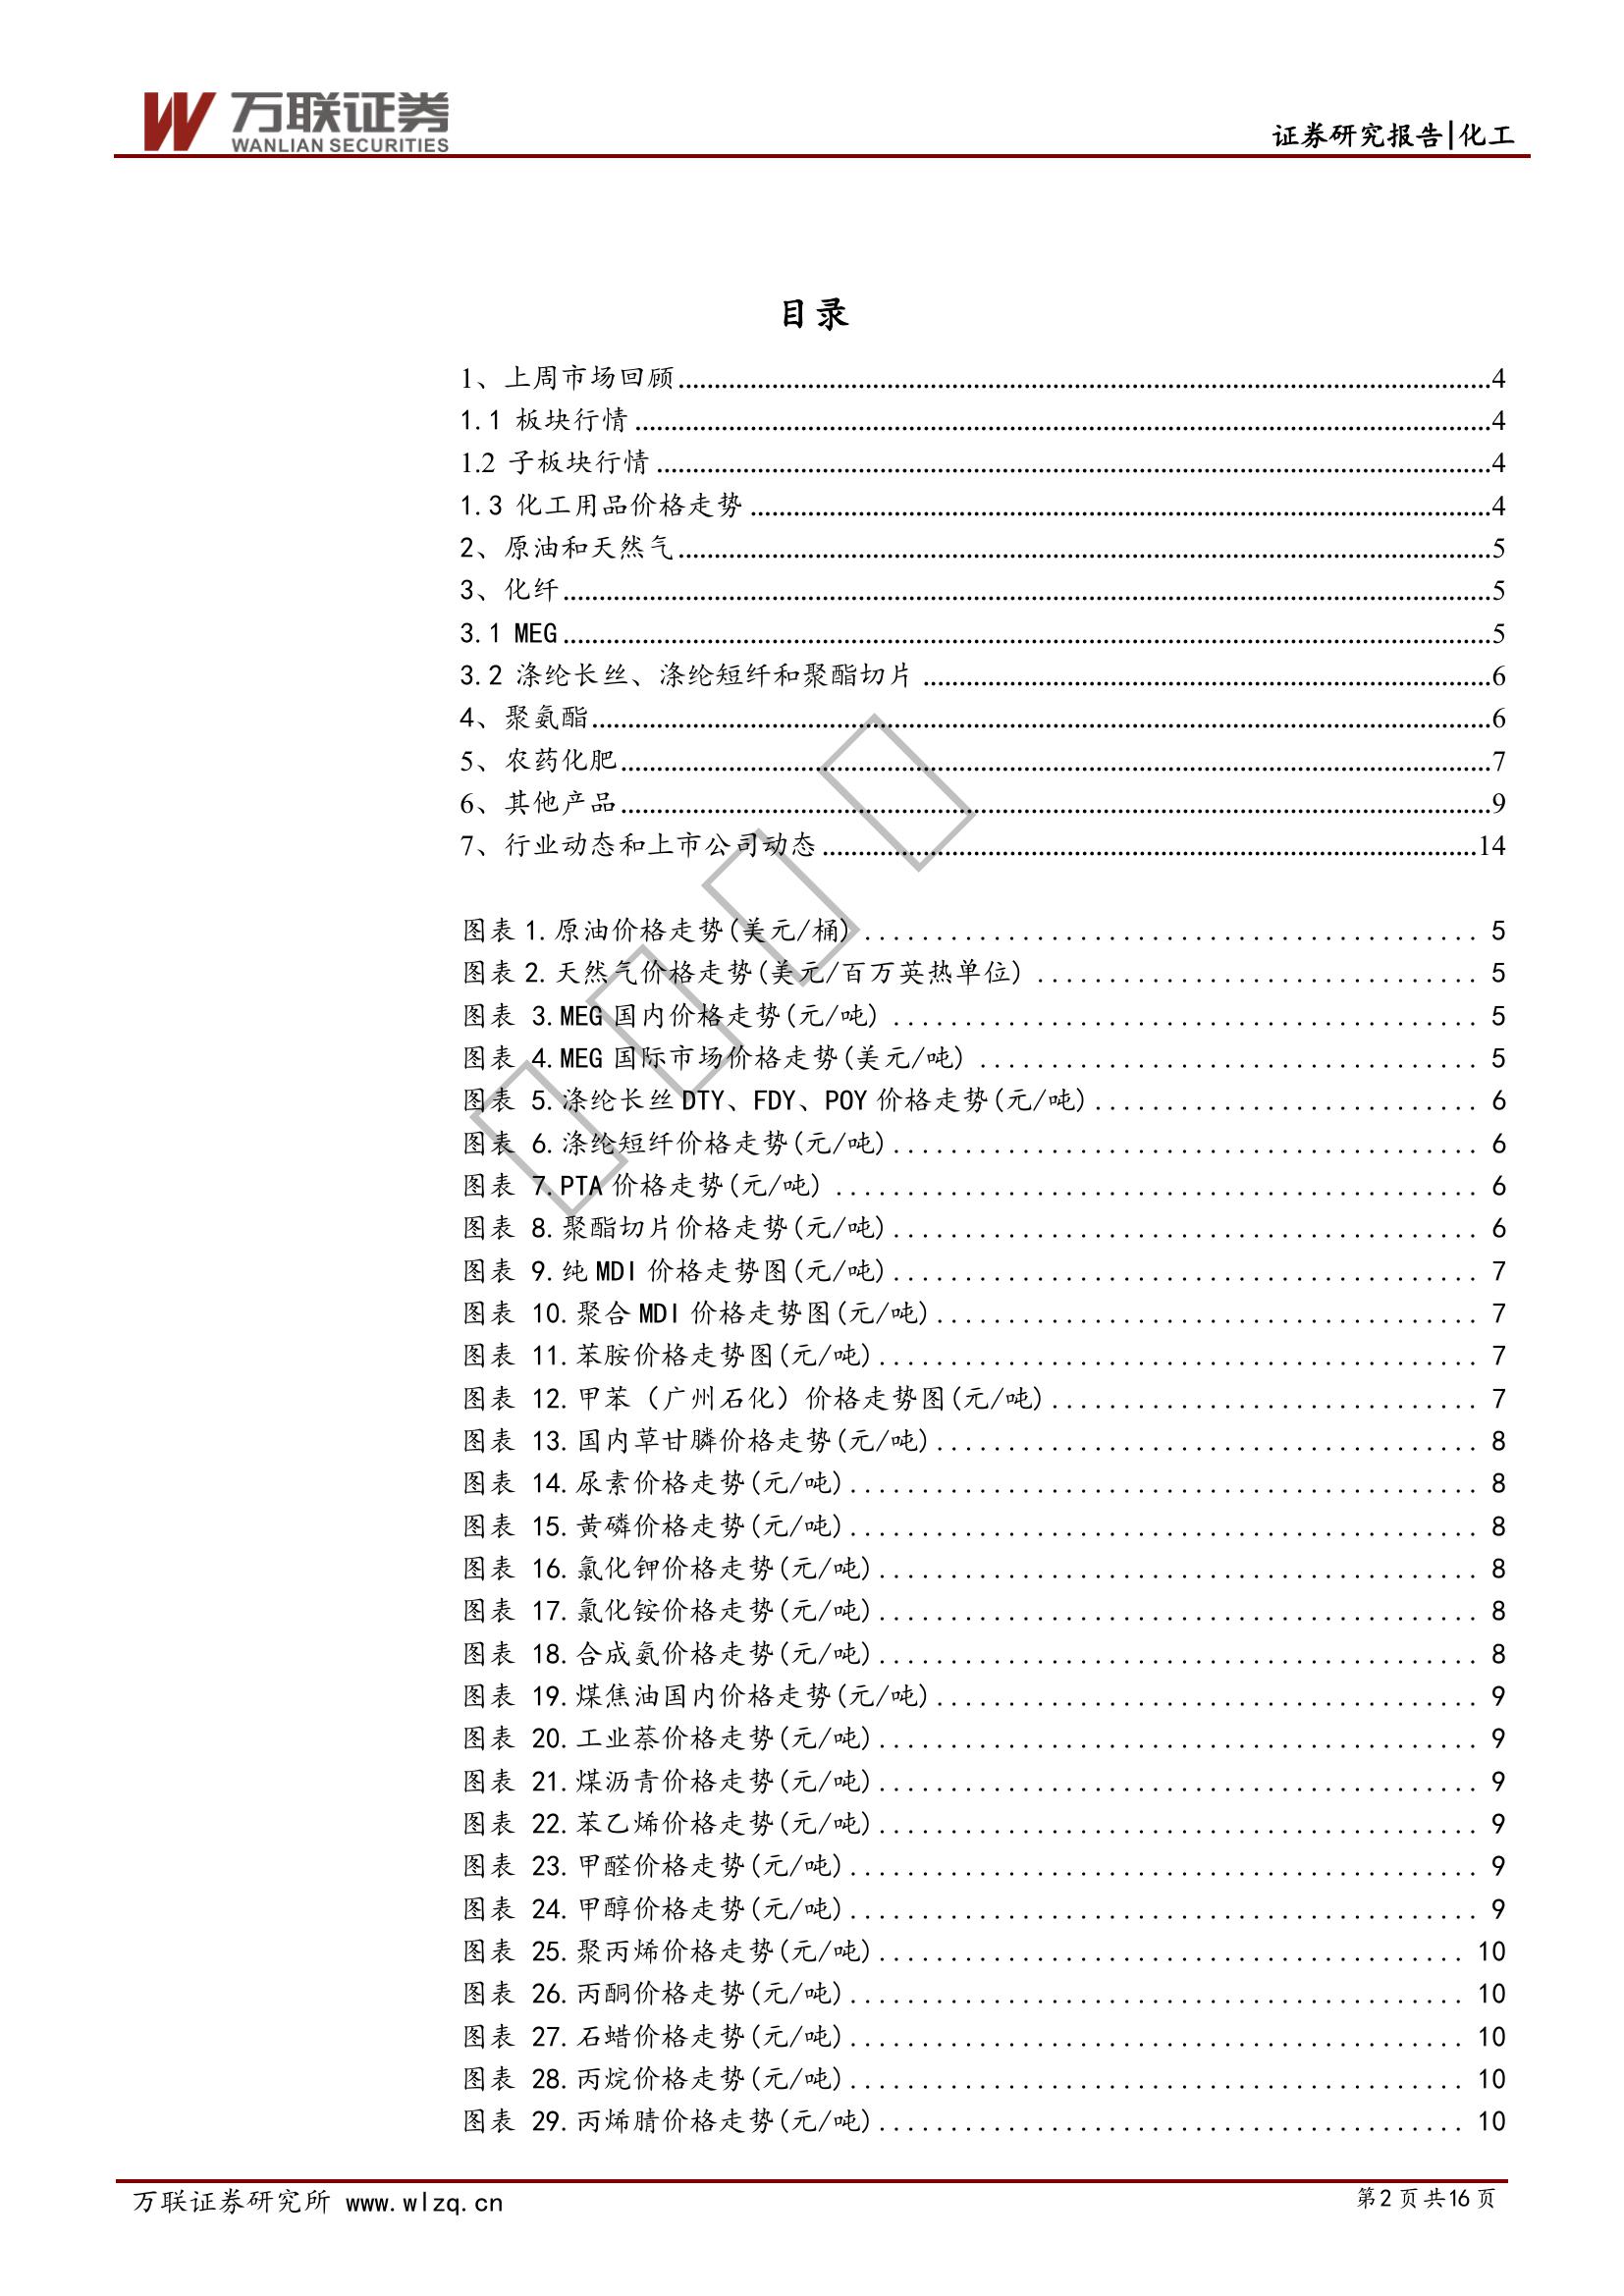 万联证券
WANLIAN SECURITIES
证券研究报告|化工
目录
1、上周市场回顾........................................4
1.1 板块行情........................................4
1.2 子板块行情........................................4
1.3 化工用品价格走势........................................4
2、原油和天然气........................................5
3、化纤........................................5
3.1 MEG........................................5
3.2 涤纶长丝、涤纶短纤和聚酯切片........................................6
4、聚氨酯........................................6
5、农药化肥........................................7
6、其他产品........................................9
7、行业动态和上市公司动态........................................14
图表 1.原油价格走势(美元/桶)........................................5
图表 2.天然气价格走势(美元/百万英热单位)........................................5
图表 3.MEG 国内价格走势(元/吨)........................................5
图表 4.MEG 国际市场价格走势(美元/吨)........................................5
图表 5.涤纶长丝 DTY、FDY、POY 价格走势(元/吨)........................................6
图表 6.涤纶短纤价格走势(元/吨)........................................6
图表 7.PTA 价格走势(元/吨)........................................6
图表 8.聚酯切片价格走势(元/吨)........................................6
图表 9.纯 MDI 价格走势图(元/吨)........................................7
图表 10.聚合 MDI 价格走势图(元/吨)........................................7
图表 11.苯胺价格走势图(元/吨)........................................7
图表 12.甲苯（广州石化）价格走势图(元/吨)........................................7
图表 13.国内草甘膦价格走势(元/吨)........................................8
图表 14.尿素价格走势(元/吨)........................................8
图表 15.黄磷价格走势(元/吨)........................................8
图表 16.氯化钾价格走势(元/吨)........................................8
图表 17.氯化铵价格走势(元/吨)........................................8
图表 18.合成氨价格走势(元/吨)........................................8
图表 19.煤焦油国内价格走势(元/吨)........................................9
图表 20.工业萘价格走势(元/吨)........................................9
图表 21.煤沥青价格走势(元/吨)........................................9
图表 22.苯乙烯价格走势(元/吨)........................................9
图表 23.甲醛价格走势(元/吨)........................................9
图表 24.甲醇价格走势(元/吨)........................................9
图表 25.聚丙烯价格走势(元/吨)........................................10
图表 26.丙酮价格走势(元/吨)........................................10
图表 27.石蜡价格走势(元/吨)........................................10
图表 28.丙烷价格走势(元/吨)........................................10
图表 29.丙烯腈价格走势(元/吨)........................................10
万联证券研究所 www.wlzq.cn
第 2 页 共 16 页